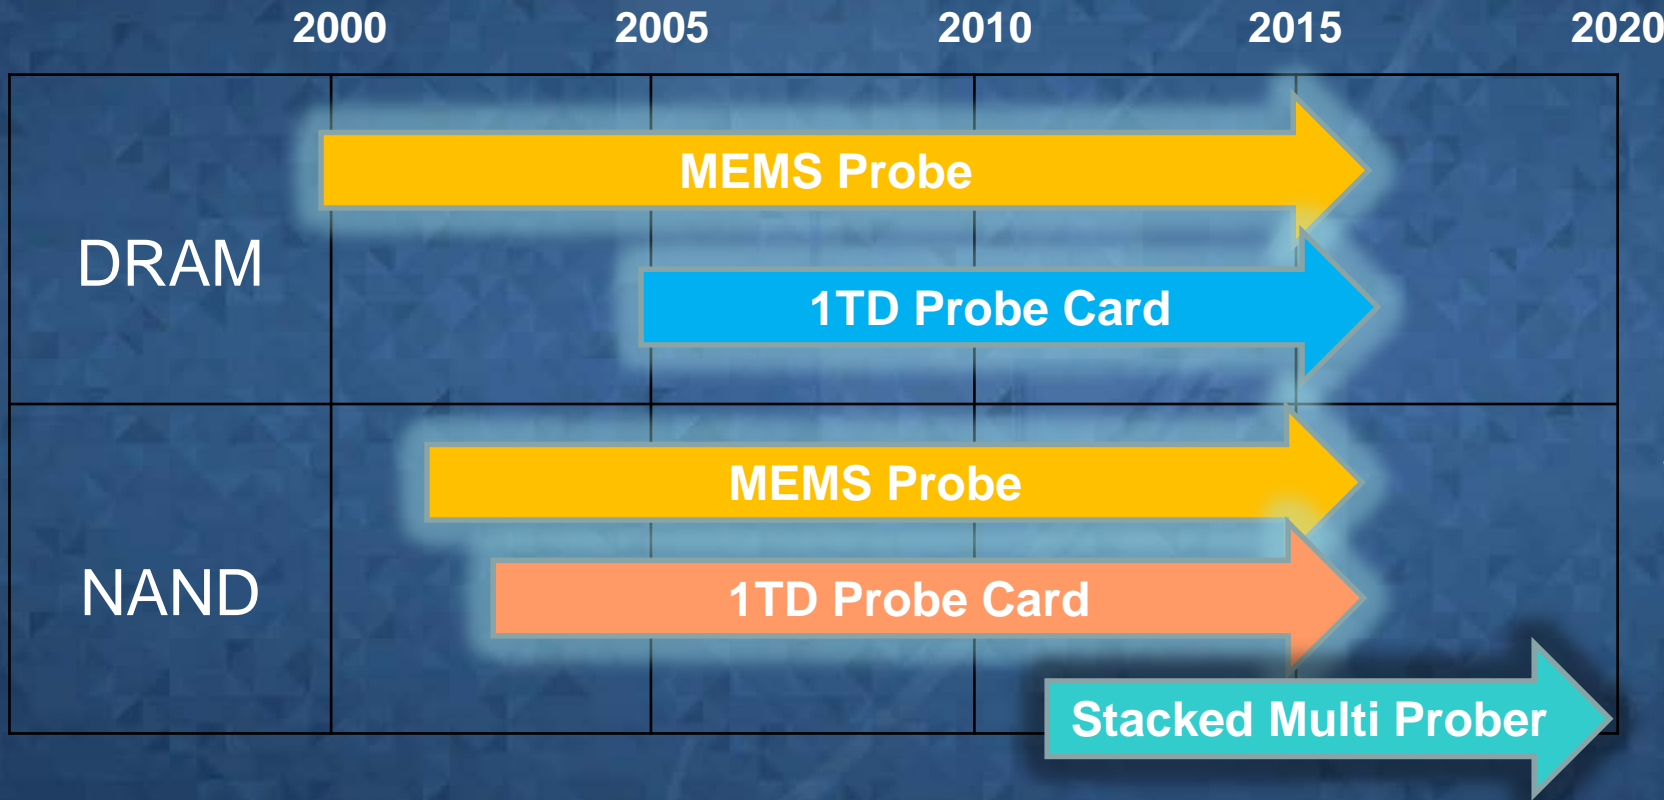 2000 2005 2010 2015 2020
MEMS Probe
DRAM
1TD Probe Card
MEMS Probe
NAND
1TD Probe Card
Stacked Multi Prober